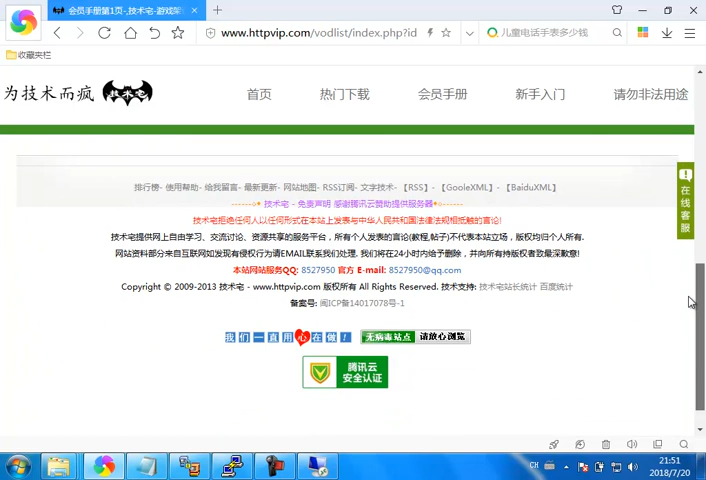 会员手册第1页-,技术宅-游戏架
www.httpvip.com/vodlist/index.php?id
儿童电话手表多少钱
收藏夹栏
为技术而疯 技术宅
首页 热门下载 会员手册 新手入门 请勿非法用途
排行榜- 使用帮助- 给我留言- 最新更新- 网站地图- RSS订阅- 文字技术- 【RSS】- 【GooleXML】- 【BaiduXML】
------○* 技术宅 - 免责声明 感谢腾讯云赞助提供服务器*○------
技术宅拒绝任何人以任何形式在本站上发表与中华人民共和国法律法规相抵触的言论!
技术宅提供网上自由学习、交流讨论、资源共享的服务平台，所有个人发表的言论(教程,帖子)不代表本站立场，版权均归个人所有.
网站资料部分来自互联网如发现有侵权行为请EMAIL联系我们处理. 我们将在24小时内给予删除，并向所有持版权者致最深歉意!
本站网站服务QQ: 8527950 官方 E-mail: 8527950@qq.com
Copyright © 2009-2013 技术宅 - www.httpvip.com 版权所有 All Rights Reserved. 技术支持: 技术宅站长统计 百度统计
备案号: 闽ICP备14017078号-1
我们一直用心在做！ 无病毒站点 请放心浏览
腾讯云
安全认证
在线客服
CH
21:51
2018/7/20